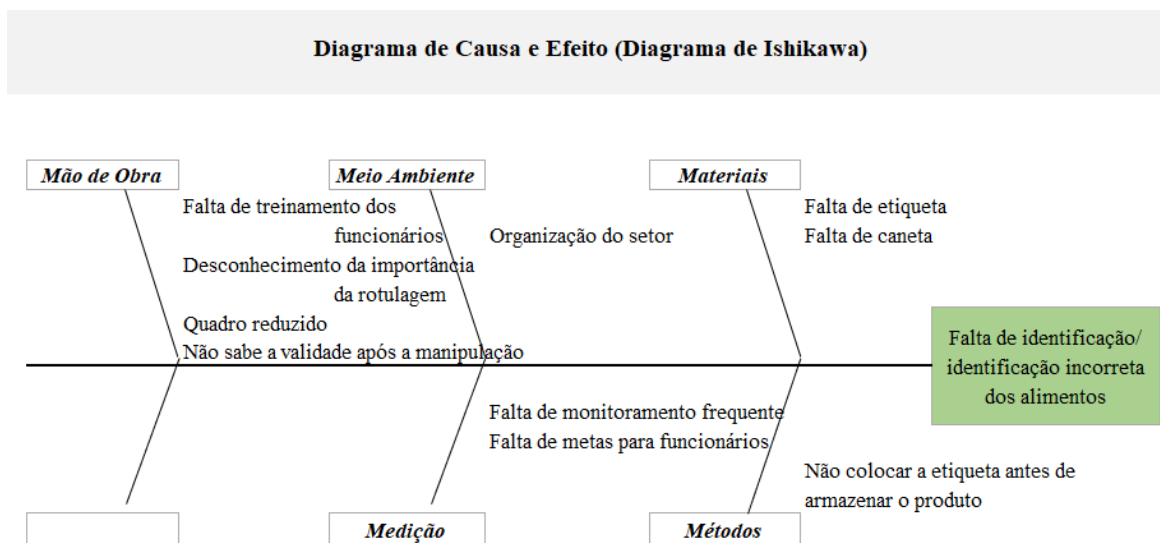 Diagrama de Causa e Efeito (Diagrama de Ishikawa)
Mão de Obra
Falta de treinamento dos
funcionários
Desconhecimento da importância
da rotulagem
Quadro reduzido
Não sabe a validade após a manipulação
Meio Ambiente
Organização do setor
Materiais
Falta de etiqueta
Falta de caneta
Falta de identificação/
identificação incorreta
dos alimentos
Falta de monitoramento frequente
Falta de metas para funcionários
Medição
Não colocar a etiqueta antes de
armazenar o produto
Métodos